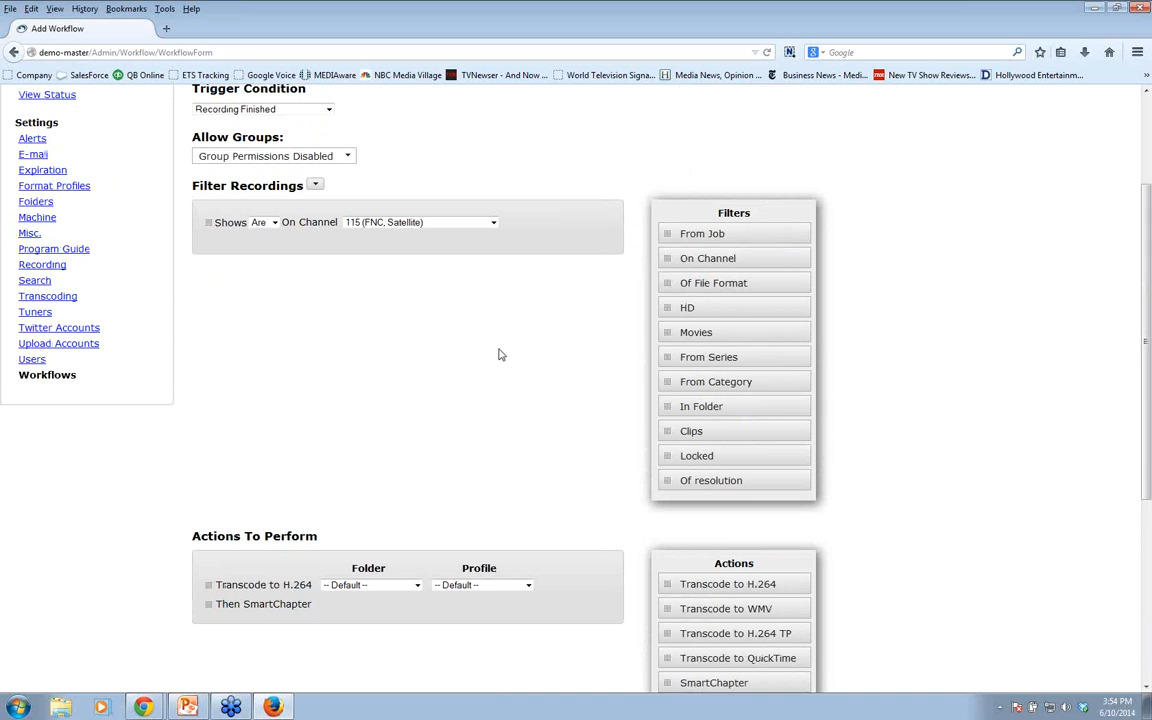 File Edit View History Bookmarks Tools Help
Add Workflow
demo-master/Admin/Workflow/WorkflowForm
Google
Company SalesForce QB Online ETS Tracking Google Voice MEDIAware NBC Media Village TVNewser - And Now ... World Television Signa... Media News, Opinion ... Business News - Medi... New TV Show Reviews... Hollywood Entertainm...
View Status
Settings
Alerts
E-mail
Expiration
Format Profiles
Folders
Machine
Misc.
Program Guide
Recording
Search
Transcoding
Tuners
Twitter Accounts
Upload Accounts
Users
Workflows
Trigger Condition
Recording Finished
Allow Groups:
Group Permissions Disabled
Filter Recordings
Shows Are On Channel 115 (FNC, Satellite)
Filters
From Job
On Channel
Of File Format
HD
Movies
From Series
From Category
In Folder
Clips
Locked
Of resolution
Actions To Perform
Folder Profile
Transcode to H.264 -- Default -- -- Default --
Then SmartChapter
Actions
Transcode to H.264
Transcode to WMV
Transcode to H.264 TP
Transcode to QuickTime
SmartChapter
3:54 PM
6/10/2014